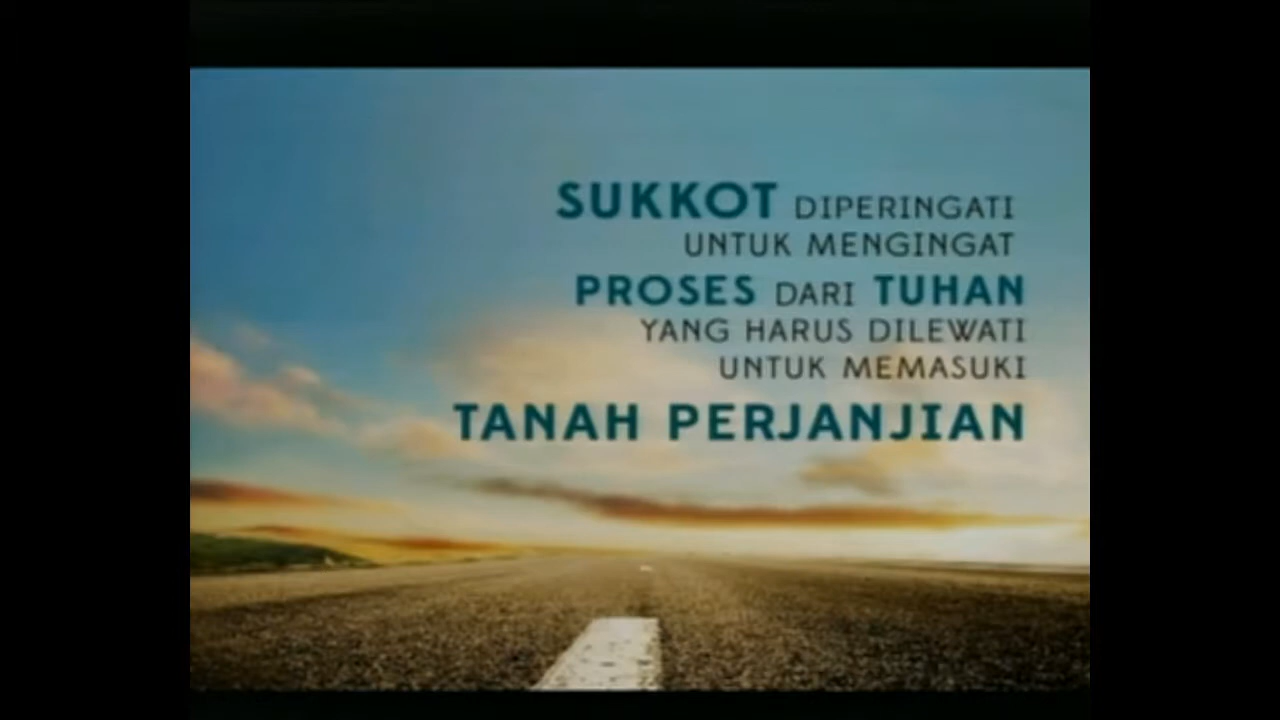 SUKKOT DIPERINGATI
UNTUK MENGINGAT
PROSES DARI TUHAN
YANG HARUS DILEWATI
UNTUK MEMASUKI
TANAH PERJANJIAN